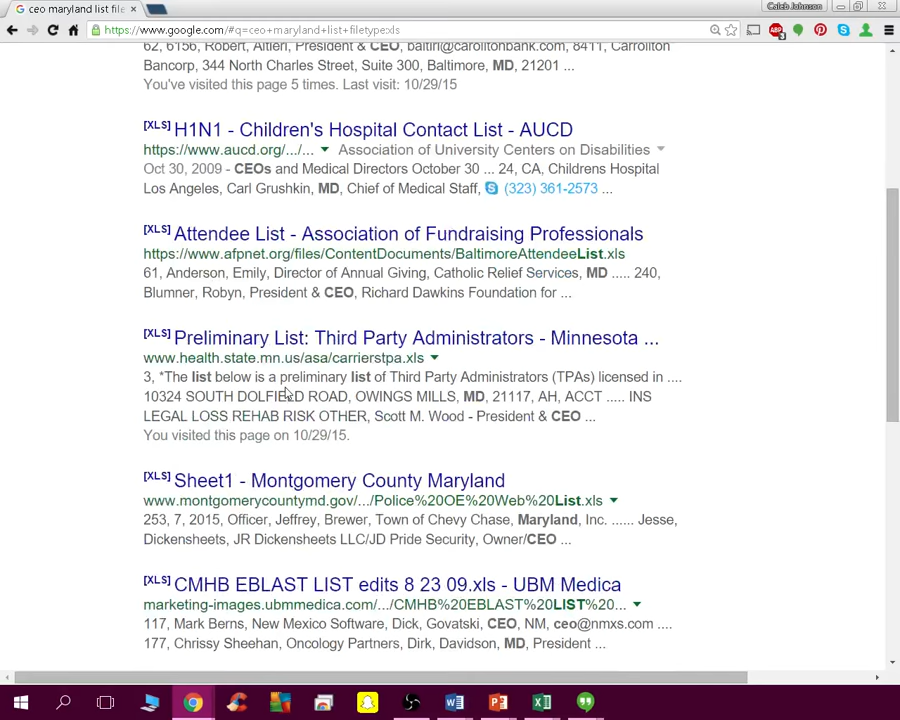 ceo maryland list file
Caleb Johnson
https://www.google.com/#q=ceo+maryland+list+filetype:xls
62, 6156, Robert, Altieri, President & CEO, baltiri@carolltonbank.com, 8411, Carrollton
Bancorp, 344 North Charles Street, Suite 300, Baltimore, MD, 21201 ...
You've visited this page 5 times. Last visit: 10/29/15
[XLS] H1N1 - Children's Hospital Contact List - AUCD
https://www.aucd.org/.../... Association of University Centers on Disabilities
Oct 30, 2009 - CEOs and Medical Directors October 30 ... 24, CA, Childrens Hospital
Los Angeles, Carl Grushkin, MD, Chief of Medical Staff, (323) 361-2573 ...
[XLS] Attendee List - Association of Fundraising Professionals
https://www.afpnet.org/files/ContentDocuments/BaltimoreAttendeeList.xls
61, Anderson, Emily, Director of Annual Giving, Catholic Relief Services, MD ..... 240,
Blumner, Robyn, President & CEO, Richard Dawkins Foundation for ...
[XLS] Preliminary List: Third Party Administrators - Minnesota ...
www.health.state.mn.us/asa/carrierstpa.xls
3, *The list below is a preliminary list of Third Party Administrators (TPAs) licensed in ....
10324 SOUTH DOLFIELD ROAD, OWINGS MILLS, MD, 21117, AH, ACCT ..... INS
LEGAL LOSS REHAB RISK OTHER, Scott M. Wood - President & CEO ...
You visited this page on 10/29/15.
[XLS] Sheet1 - Montgomery County Maryland
www.montgomerycountymd.gov/.../Police%20OE%20Web%20List.xls
253, 7, 2015, Officer, Jeffrey, Brewer, Town of Chevy Chase, Maryland, Inc. ...... Jesse,
Dickensheets, JR Dickensheets LLC/JD Pride Security, Owner/CEO ...
[XLS] CMHB EBLAST LIST edits 8 23 09.xls - UBM Medica
marketing-images.ubmmedica.com/.../CMHB%20EBLAST%20LIST%20...
117, Mark Berns, New Mexico Software, Dick, Govatski, CEO, NM, ceo@nmxs.com ....
177, Chrissy Sheehan, Oncology Partners, Dirk, Davidson, MD, President ...